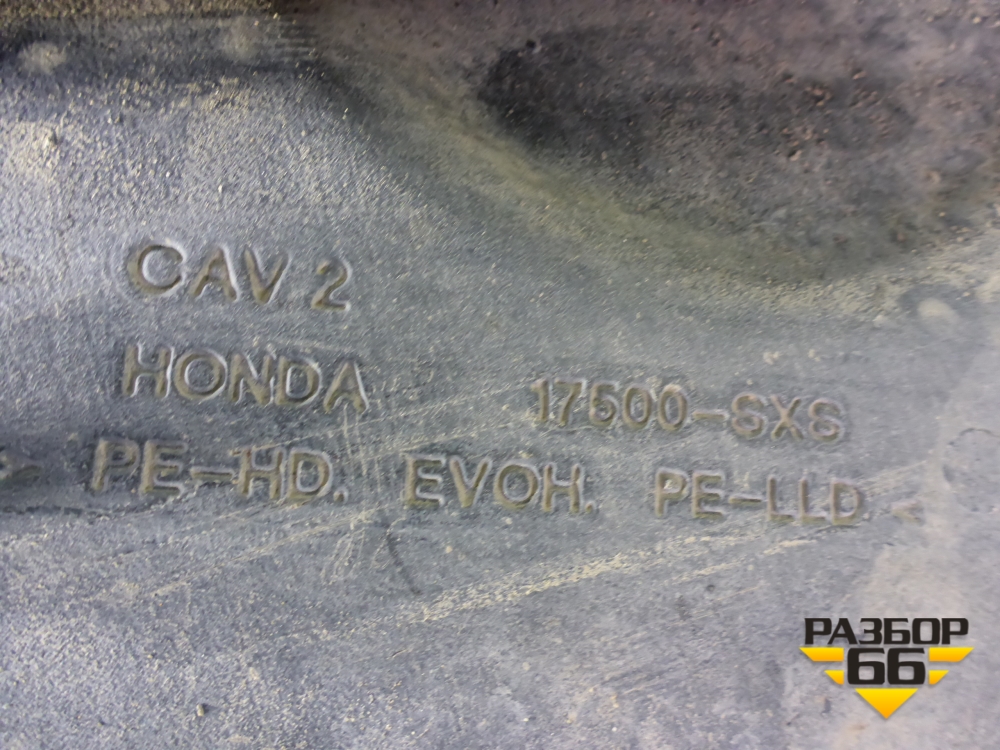 CAV 2
HONDA 17500-SXS
>PE-HD. EVOH. PE-LLD<
РАЗБОР
66